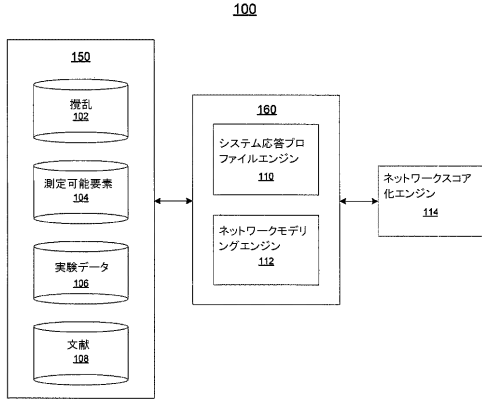 100
150
攪乱
102
測定可能要素
104
実験データ
106
文献
108
160
システム応答プロ
ファイルエンジン
110
ネットワークモデリ
ングエンジン
112
ネットワークスコア
化エンジン
114